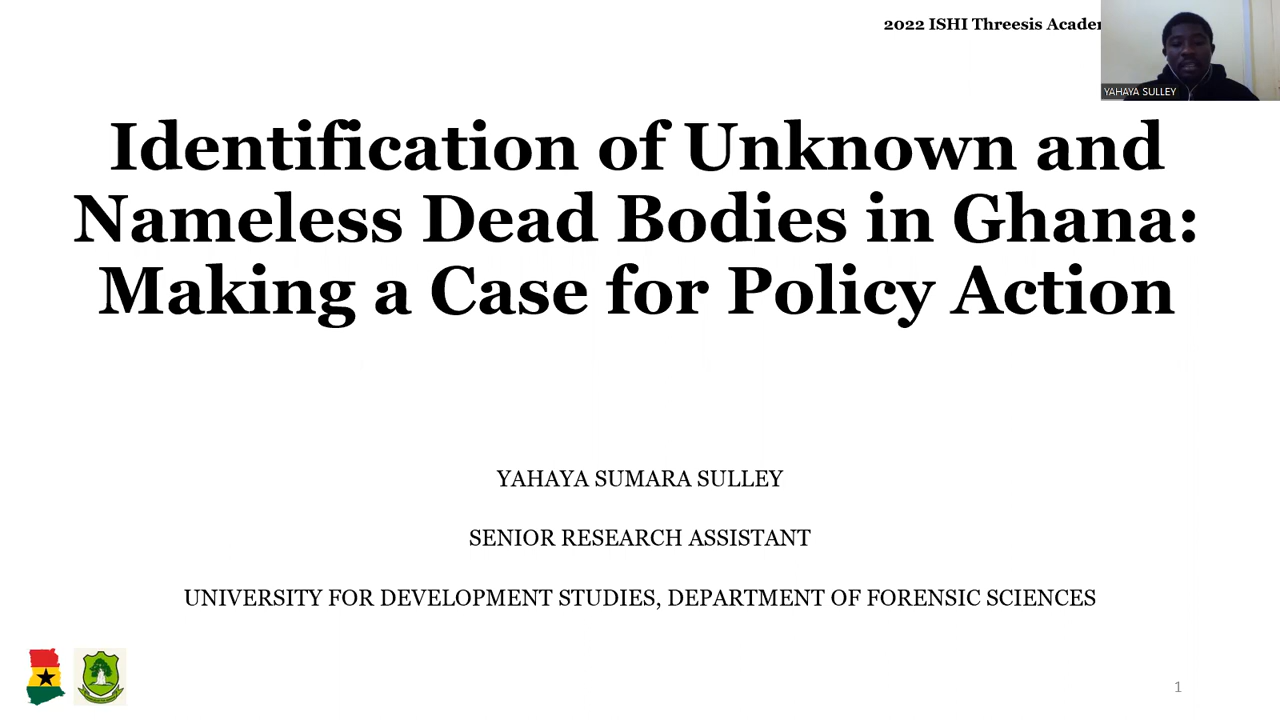 2022 ISHI Threesis
YAHAYA SULLEY
Identification of Unknown and
Nameless Dead Bodies in Ghana:
Making a Case for Policy Action
YAHAYA SUMARA SULLEY
SENIOR RESEARCH ASSISTANT
UNIVERSITY FOR DEVELOPMENT STUDIES, DEPARTMENT OF FORENSIC SCIENCES
1